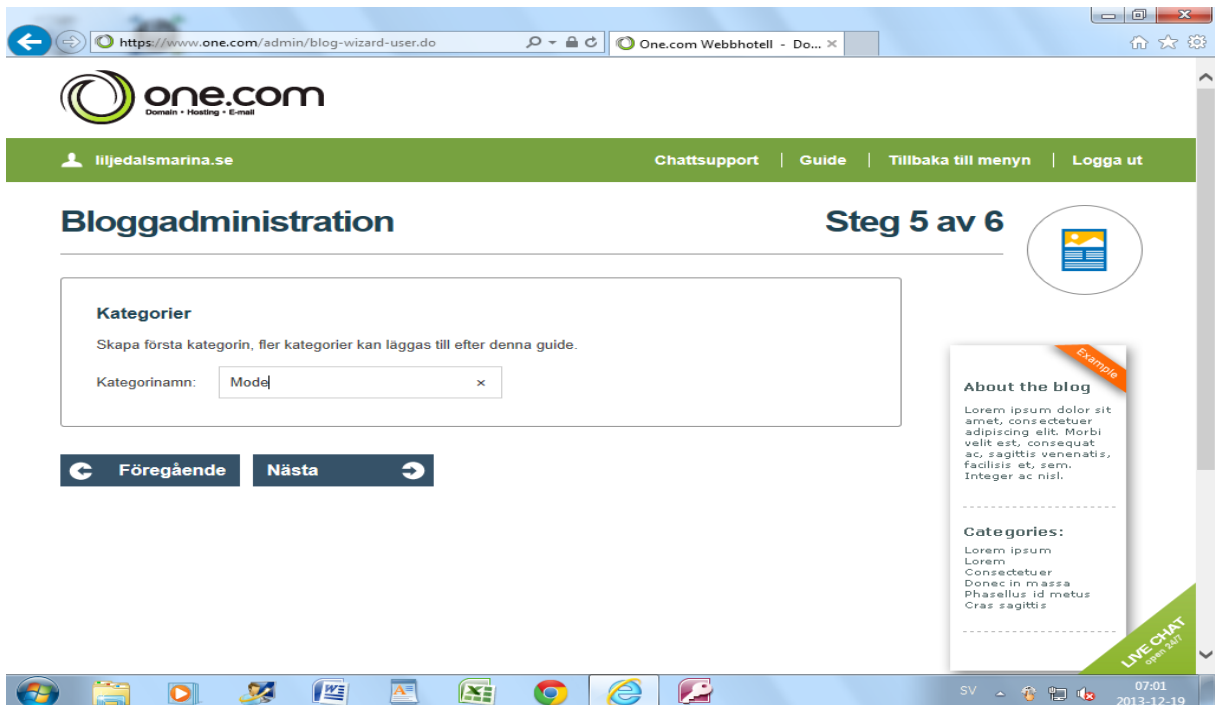 https://www.one.com/admin/blog-wizard-user.do
One.com Webbhotell - Do...
one.com
Domain • Hosting • E-mail
liljedalsmarina.se
Chattsupport | Guide | Tillbaka till menyn | Logga ut
Bloggadministration
Steg 5 av 6
Kategorier
Skapa första kategorin, fler kategorier kan läggas till efter denna guide.
Kategorinamn: Mode
Föregående
Nästa
Example
About the blog
Lorem ipsum dolor sit
amet, consectetuer
adipiscing elit. Morbi
velit est, consequat
ac, sagittis venenatis,
facilisis et, sem.
Integer ac nisl.
Categories:
Lorem ipsum
Lorem
Consectetuer
Donec in massa
Phasellus id metus
Cras sagittis
LIVE CHAT
open 24/7
SV
07:01
2013-12-19